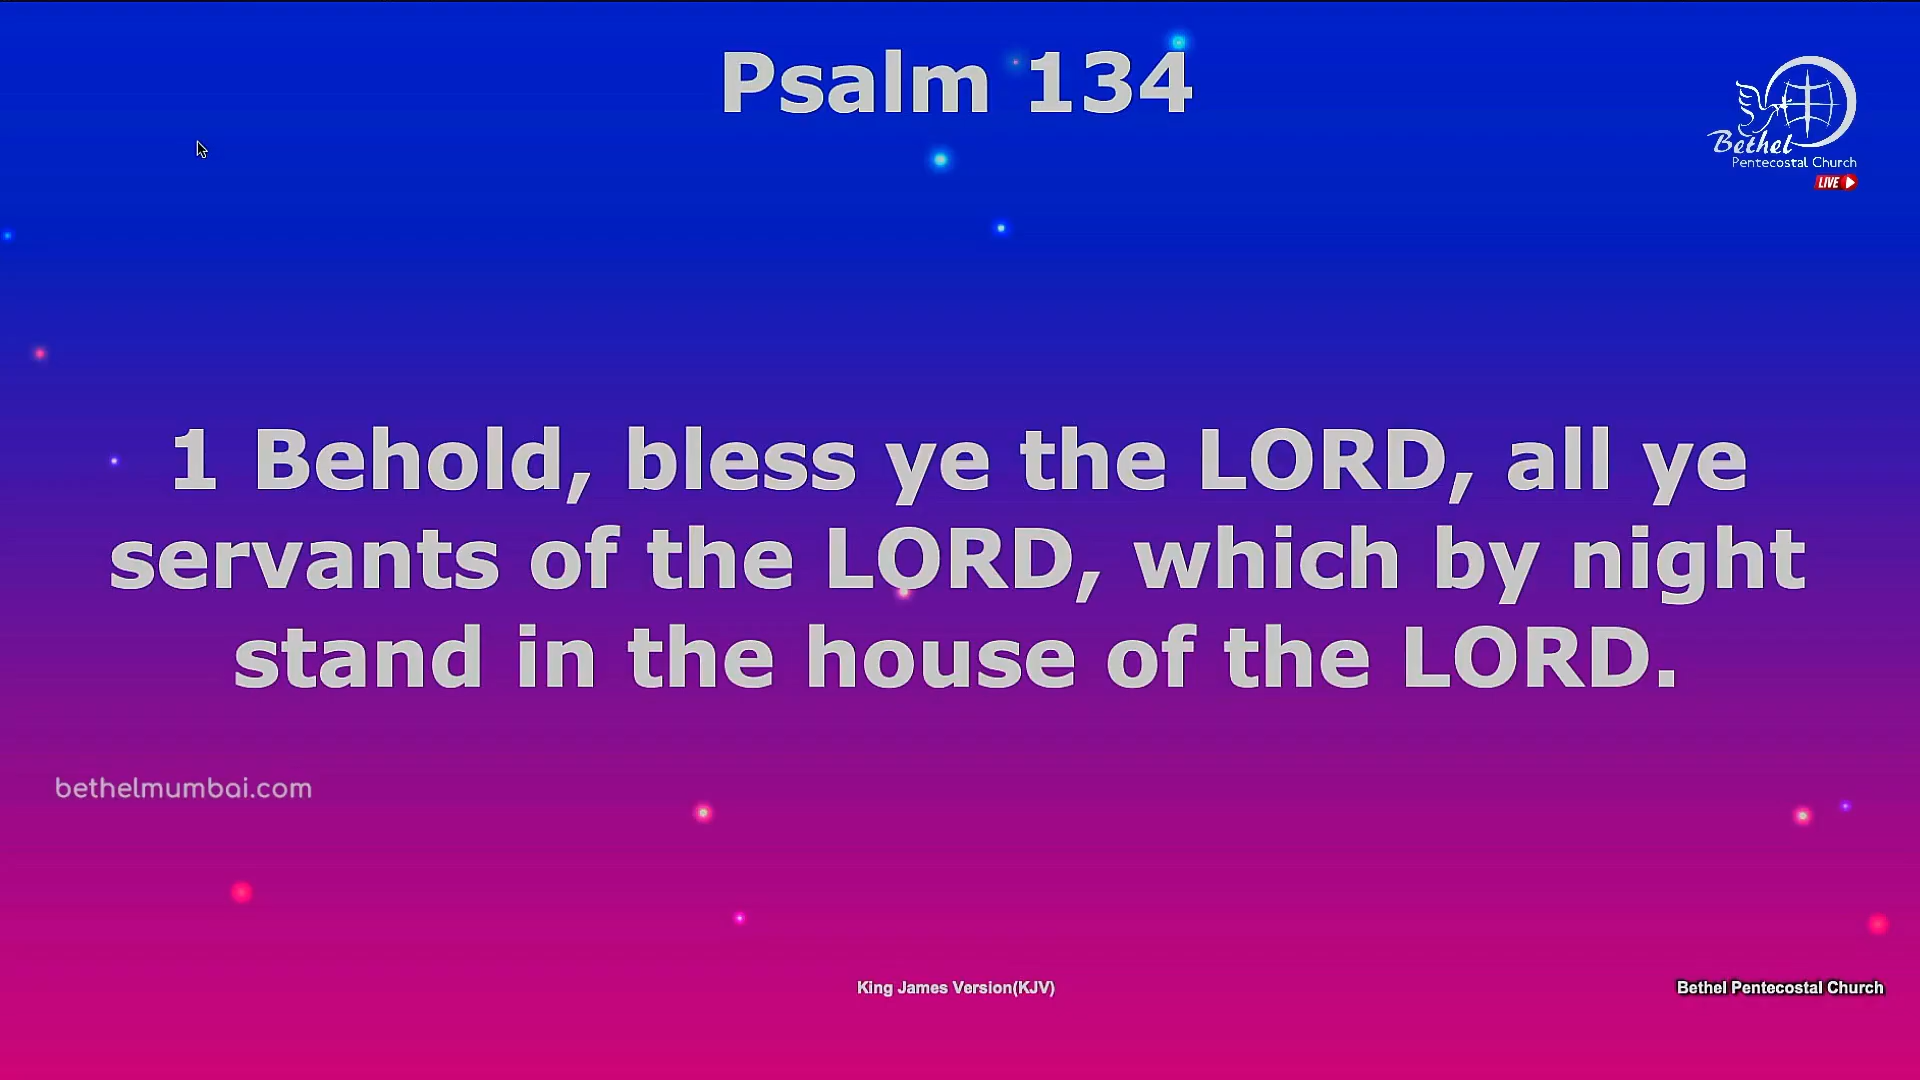 Psalm 134
Bethel
Pentecostal Church
LIVE
1 Behold, bless ye the LORD, all ye
servants of the LORD, which by night
stand in the house of the LORD.
bethelmumbai.com
King James Version(KJV)
Bethel Pentecostal Church